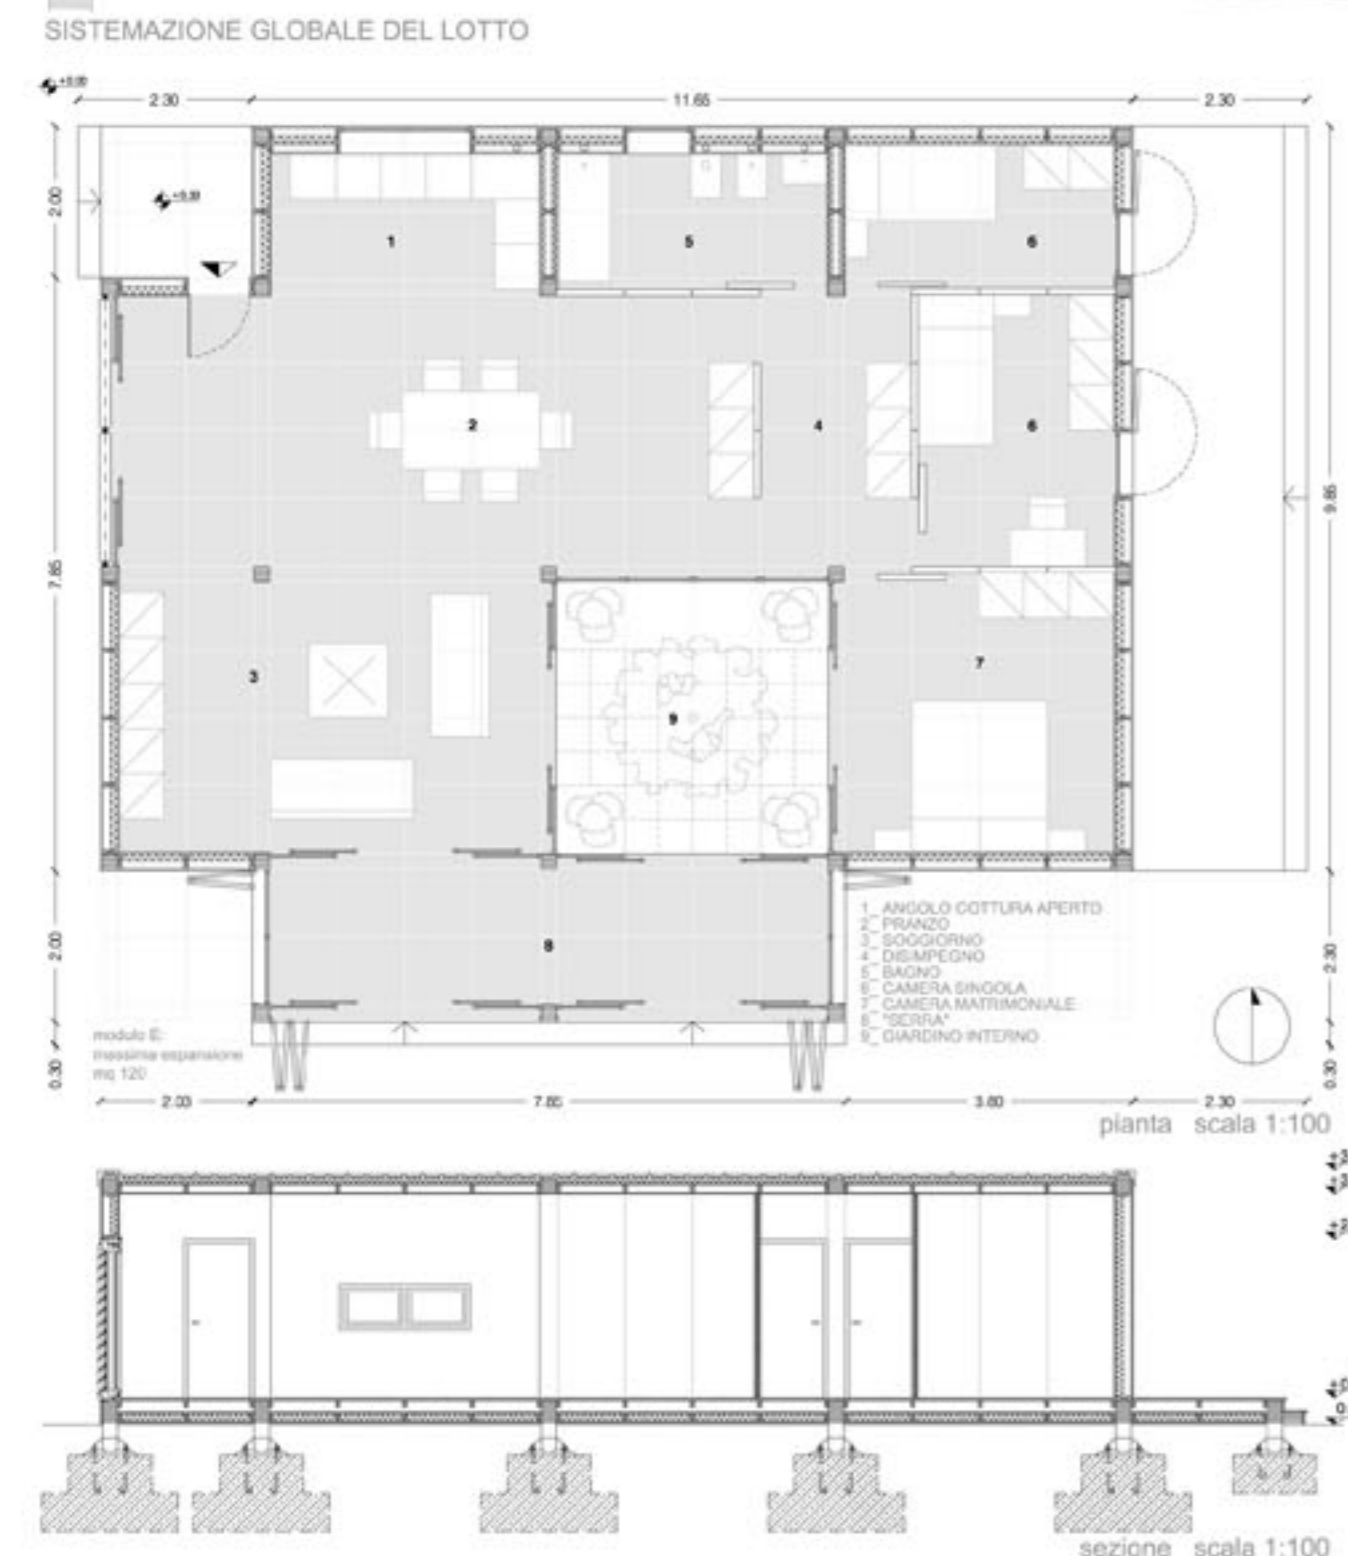 SISTEMAZIONE GLOBALE DEL LOTTO
2.30 11.65 2.30
2.00
1 5 6
2 4 6
7.85 9.85
3 9 7
8
1_ ANGOLO COTTURA APERTO
2_ PRANZO
3_ SOGGIORNO
4_ DISIMPEGNO
5_ BAGNO
6_ CAMERA SINGOLA
7_ CAMERA MATRIMONIALE
8_ "SERRA"
9_ GIARDINO INTERNO
2.00 2.30
modulo E:
massima espansione
mq 120
0.30 0.30
2.00 7.85 3.80 2.30
pianta scala 1:100
sezione scala 1:100